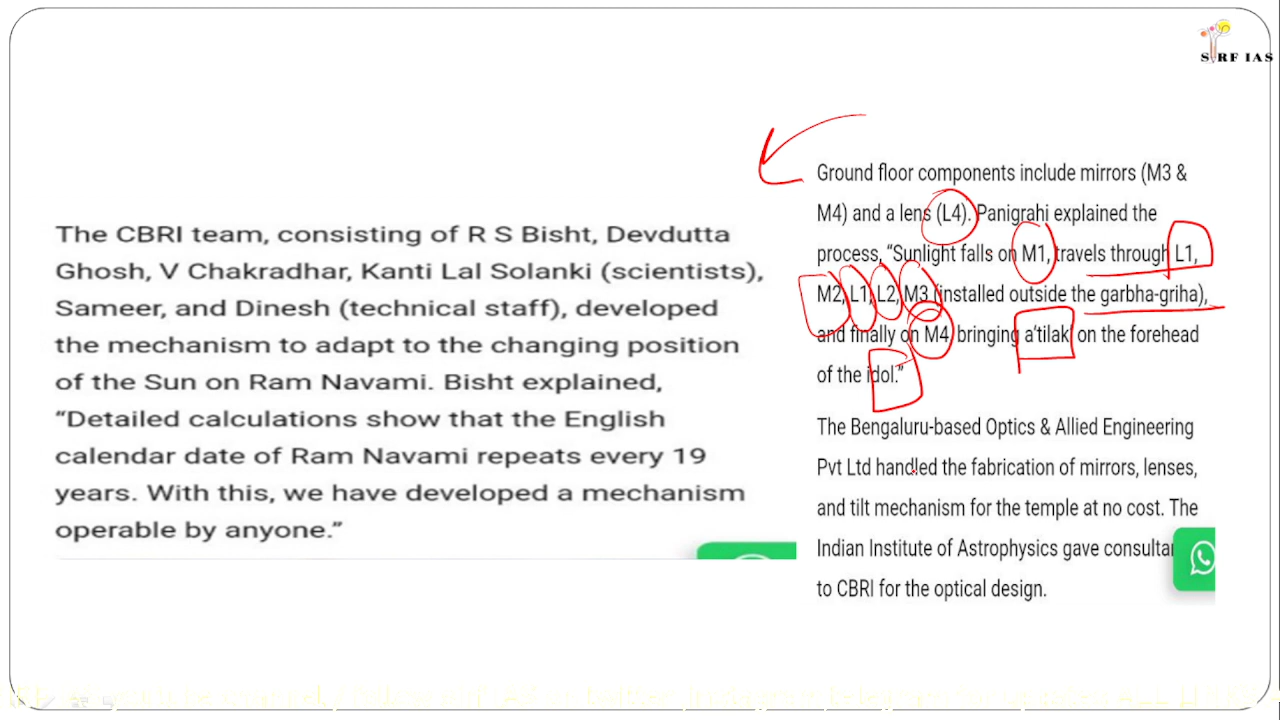 S RF IAS
The CBRI team, consisting of R S Bisht, Devdutta
Ghosh, V Chakradhar, Kanti Lal Solanki (scientists),
Sameer, and Dinesh (technical staff), developed
the mechanism to adapt to the changing position
of the Sun on Ram Navami. Bisht explained,
“Detailed calculations show that the English
calendar date of Ram Navami repeats every 19
years. With this, we have developed a mechanism
operable by anyone.”
Ground floor components include mirrors (M3 &
M4) and a lens (L4). Panigrahi explained the
process, “Sunlight falls on M1, travels through L1,
M2, L1, L2, M3 (installed outside the garbha-griha),
and finally on M4 bringing a‘tilak’ on the forehead
of the idol.”
The Bengaluru-based Optics & Allied Engineering
Pvt Ltd handled the fabrication of mirrors, lenses,
and tilt mechanism for the temple at no cost. The
Indian Institute of Astrophysics gave consulta
to CBRI for the optical design.